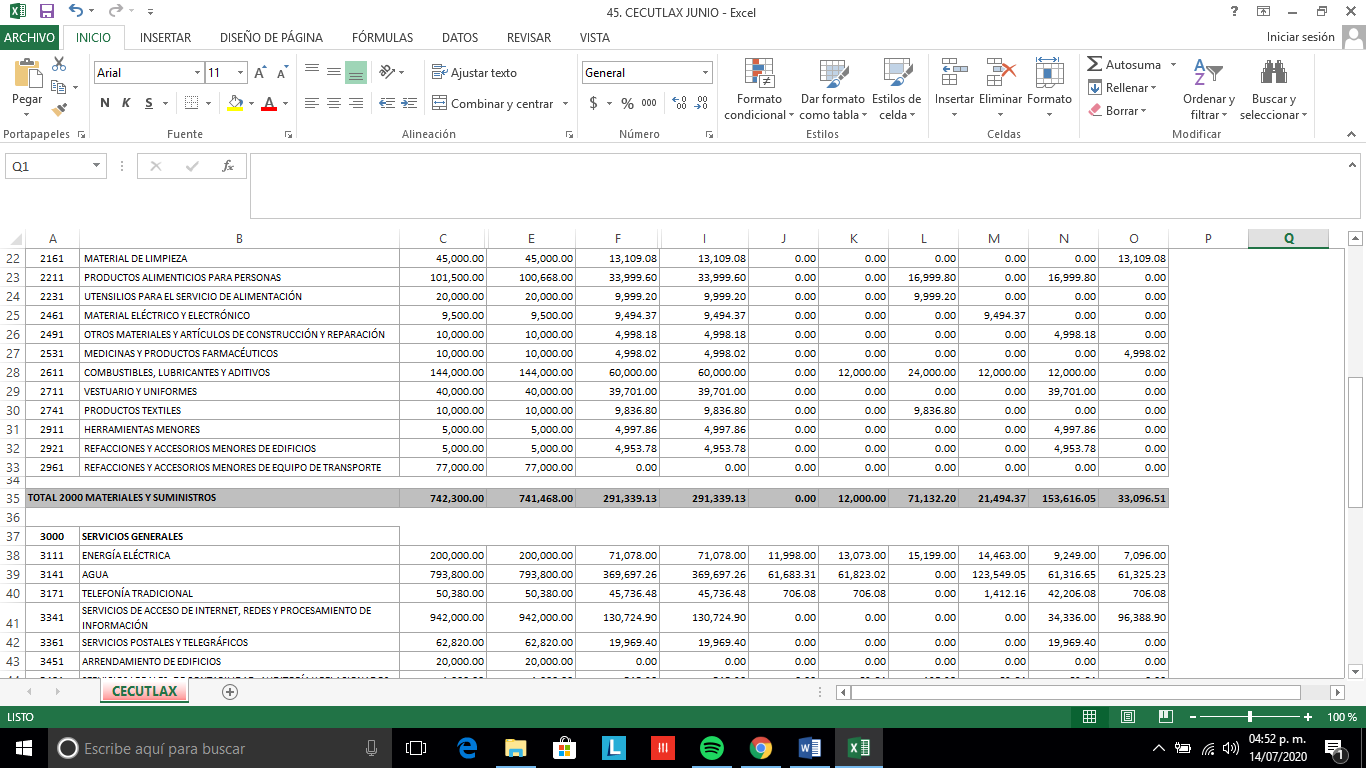 45. CECUTLAX JUNIO - Excel
ARCHIVO INICIO INSERTAR DISEÑO DE PÁGINA FÓRMULAS DATOS REVISAR VISTA Iniciar sesión
Pegar
Arial 11
N K S
Ajustar texto
Combinar y centrar
General
$ % 000
Formato condicional
Dar formato como tabla
Estilos de celda
Insertar Eliminar Formato
Autosuma
Rellenar
Borrar
Ordenar y filtrar
Buscar y seleccionar
Portapapeles Fuente Alineación Número Estilos Celdas Modificar
Q1 fx
A B C E F I J K L M N O P Q
22 2161 MATERIAL DE LIMPIEZA 45,000.00 45,000.00 13,109.08 13,109.08 0.00 0.00 0.00 0.00 0.00 13,109.08
23 2211 PRODUCTOS ALIMENTICIOS PARA PERSONAS 101,500.00 100,668.00 33,999.60 33,999.60 0.00 0.00 16,999.80 0.00 16,999.80 0.00
24 2231 UTENSILIOS PARA EL SERVICIO DE ALIMENTACIÓN 20,000.00 20,000.00 9,999.20 9,999.20 0.00 0.00 9,999.20 0.00 0.00 0.00
25 2461 MATERIAL ELÉCTRICO Y ELECTRÓNICO 9,500.00 9,500.00 9,494.37 9,494.37 0.00 0.00 0.00 9,494.37 0.00 0.00
26 2491 OTROS MATERIALES Y ARTÍCULOS DE CONSTRUCCIÓN Y REPARACIÓN 10,000.00 10,000.00 4,998.18 4,998.18 0.00 0.00 0.00 0.00 4,998.18 0.00
27 2531 MEDICINAS Y PRODUCTOS FARMACÉUTICOS 10,000.00 10,000.00 4,998.02 4,998.02 0.00 0.00 0.00 0.00 0.00 4,998.02
28 2611 COMBUSTIBLES, LUBRICANTES Y ADITIVOS 144,000.00 144,000.00 60,000.00 60,000.00 0.00 12,000.00 24,000.00 12,000.00 12,000.00 0.00
29 2711 VESTUARIO Y UNIFORMES 40,000.00 40,000.00 39,701.00 39,701.00 0.00 0.00 0.00 0.00 39,701.00 0.00
30 2741 PRODUCTOS TEXTILES 10,000.00 10,000.00 9,836.80 9,836.80 0.00 0.00 9,836.80 0.00 0.00 0.00
31 2911 HERRAMIENTAS MENORES 5,000.00 5,000.00 4,997.86 4,997.86 0.00 0.00 0.00 0.00 4,997.86 0.00
32 2921 REFACCIONES Y ACCESORIOS MENORES DE EDIFICIOS 5,000.00 5,000.00 4,953.78 4,953.78 0.00 0.00 0.00 0.00 4,953.78 0.00
33 2961 REFACCIONES Y ACCESORIOS MENORES DE EQUIPO DE TRANSPORTE 77,000.00 77,000.00 0.00 0.00 0.00 0.00 0.00 0.00 0.00 0.00
34
35 TOTAL 2000 MATERIALES Y SUMINISTROS 742,300.00 741,468.00 291,339.13 291,339.13 0.00 12,000.00 71,132.20 21,494.37 153,616.05 33,096.51
36
37 3000 SERVICIOS GENERALES
38 3111 ENERGÍA ELÉCTRICA 200,000.00 200,000.00 71,078.00 71,078.00 11,998.00 13,073.00 15,199.00 14,463.00 9,249.00 7,096.00
39 3141 AGUA 793,800.00 793,800.00 369,697.26 369,697.26 61,683.31 61,823.02 0.00 123,549.05 61,316.65 61,325.23
40 3171 TELEFONÍA TRADICIONAL 50,380.00 50,380.00 45,736.48 45,736.48 706.08 706.08 0.00 1,412.16 42,206.08 706.08
SERVICIOS DE ACCESO DE INTERNET, REDES Y PROCESAMIENTO DE
41 3341 INFORMACIÓN 942,000.00 942,000.00 130,724.90 130,724.90 0.00 0.00 0.00 0.00 34,336.00 96,388.90
42 3361 SERVICIOS POSTALES Y TELEGRÁFICOS 62,820.00 62,820.00 19,969.40 19,969.40 0.00 0.00 0.00 0.00 19,969.40 0.00
43 3451 ARRENDAMIENTO DE EDIFICIOS 20,000.00 20,000.00 0.00 0.00 0.00 0.00 0.00 0.00 0.00 0.00
CECUTLAX
LISTO 100 %
Escribe aquí para buscar
04:52 p. m.
14/07/2020
1